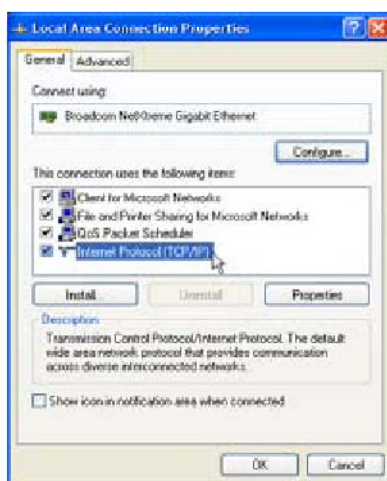 Local Area Connection Properties
General Advanced
Connect using:
Broadcom NetXtreme Gigabit Ethernet
Configure...
This connection uses the following items:
Client for Microsoft Networks
File and Printer Sharing for Microsoft Networks
QoS Packet Scheduler
Internet Protocol (TCP/IP)
Install... Uninstall Properties
Description
Transmission Control Protocol/Internet Protocol. The default
wide area network protocol that provides communication
across diverse interconnected networks.
Show icon in notification area when connected
OK Cancel